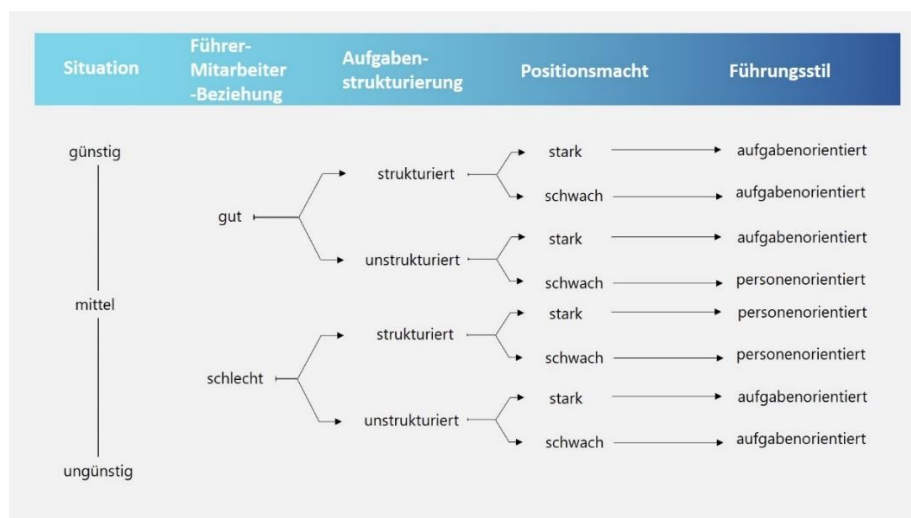 Situation
Führer-
Mitarbeiter
-Beziehung
Aufgaben-
strukturierung
Positionsmacht
Führungsstil
günstig
mittel
ungünstig
gut
schlecht
strukturiert
unstrukturiert
strukturiert
unstrukturiert
stark
aufgabenorientiert
schwach
aufgabenorientiert
stark
aufgabenorientiert
schwach
personenorientiert
stark
personenorientiert
schwach
personenorientiert
stark
aufgabenorientiert
schwach
aufgabenorientiert